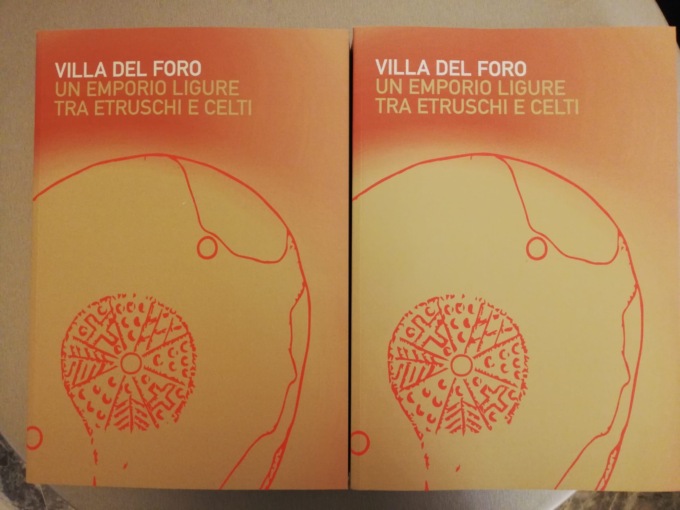 VILLA DEL FORO
UN EMPORIO LIGURE
TRA ETRUSCHI E CELTI
VILLA DEL FORO
UN EMPORIO LIGURE
TRA ETRUSCHI E CELTI